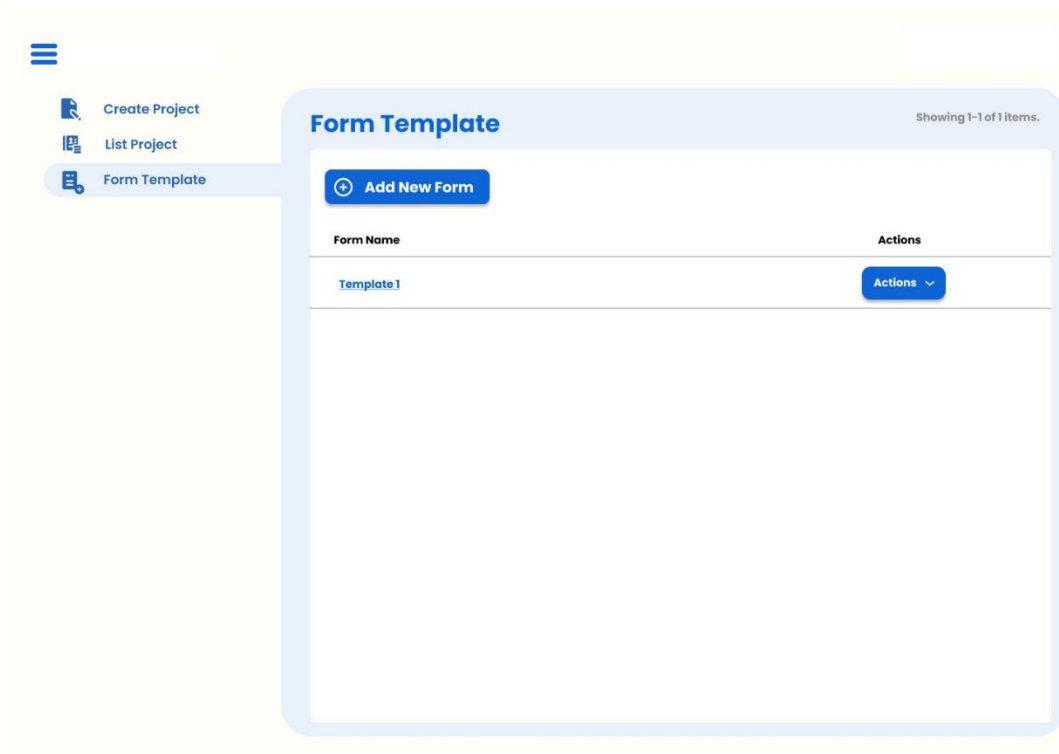 Create Project
List Project
Form Template
Form Template
Showing 1-1 of 1 items.
Add New Form
Form Name Actions
Template 1 Actions